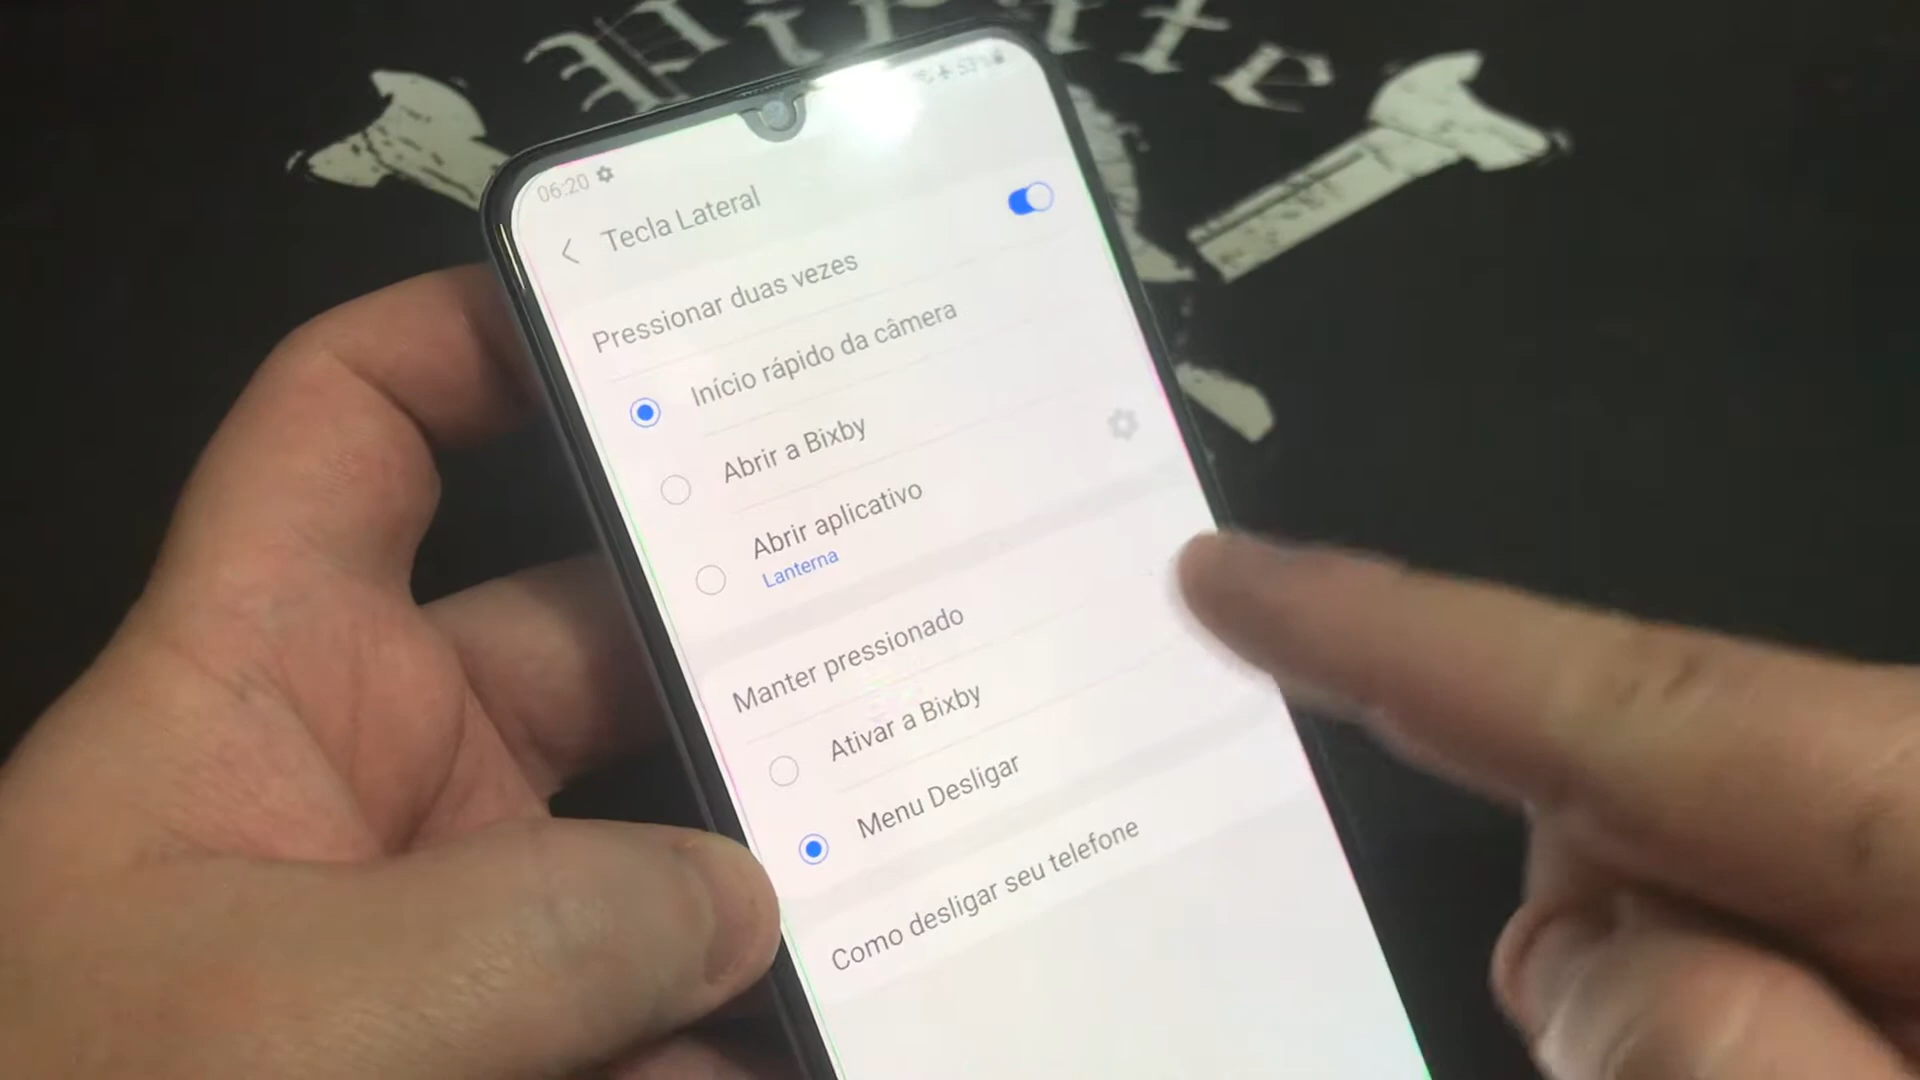 06:20
53%
Tecla Lateral
Pressionar duas vezes
Início rápido da câmera
Abrir a Bixby
Abrir aplicativo
Lanterna
Manter pressionado
Ativar a Bixby
Menu Desligar
Como desligar seu telefone